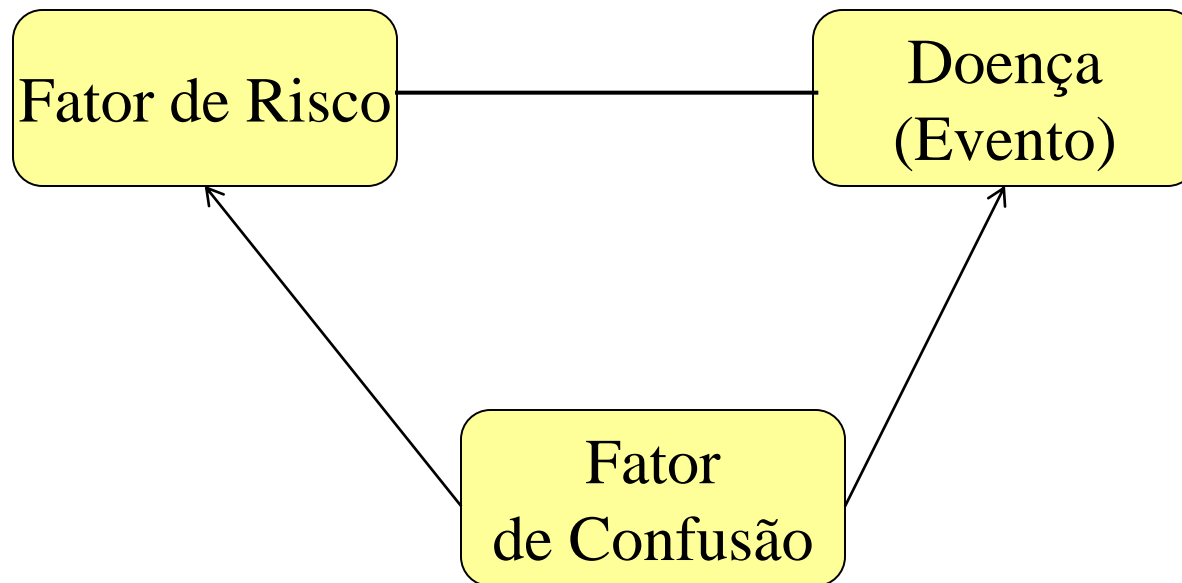 Fator de Risco
Doença
(Evento)
Fator
de Confusão